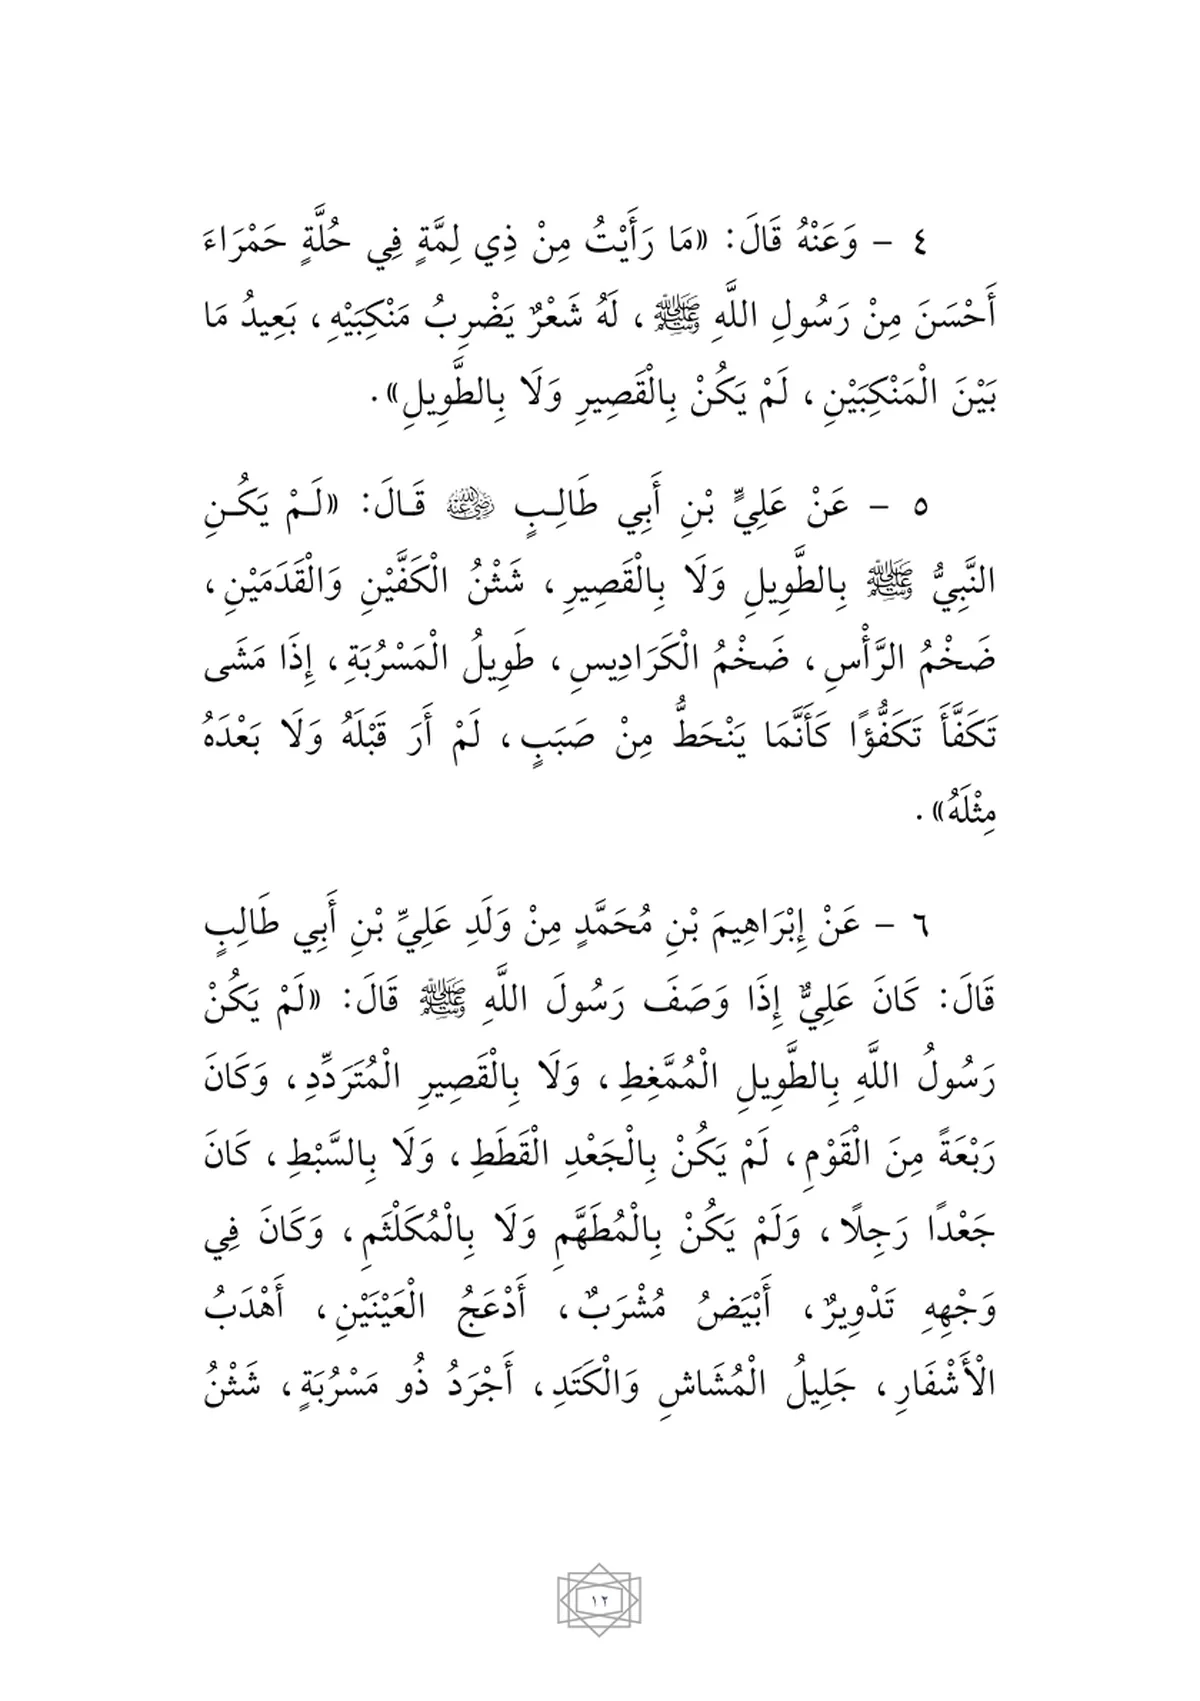 ٤ - وَعَنْهُ قَالَ: «مَا رَأَيْتُ مِنْ ذِي لِمَّةٍ فِي حُلَّةٍ حَمْرَاءَ
أَحْسَنَ مِنْ رَسُولِ اللَّهِ ﷺ، لَهُ شَعْرٌ يَضْرِبُ مَنْكِبَيْهِ، بَعِيدُ مَا
بَيْنَ الْمَنْكِبَيْنِ، لَمْ يَكُنْ بِالْقَصِيرِ وَلَا بِالطَّوِيلِ».
٥ - عَنْ عَلِيِّ بْنِ أَبِي طَالِبٍ رضي الله عنه قَالَ: «لَمْ يَكُنِ
النَّبِيُّ ﷺ بِالطَّوِيلِ وَلَا بِالْقَصِيرِ، شَثْنُ الْكَفَّيْنِ وَالْقَدَمَيْنِ،
ضَخْمُ الرَّأْسِ، ضَخْمُ الْكَرَادِيسِ، طَوِيلُ الْمَسْرُبَةِ، إِذَا مَشَى
تَكَفَّأَ تَكَفُّؤًا كَأَنَّمَا يَنْحَطُّ مِنْ صَبَبٍ، لَمْ أَرَ قَبْلَهُ وَلَا بَعْدَهُ
مِثْلَهُ».
٦ - عَنْ إِبْرَاهِيمَ بْنِ مُحَمَّدٍ مِنْ وَلَدِ عَلِيِّ بْنِ أَبِي طَالِبٍ
قَالَ: كَانَ عَلِيٌّ إِذَا وَصَفَ رَسُولَ اللَّهِ ﷺ قَالَ: «لَمْ يَكُنْ
رَسُولُ اللَّهِ بِالطَّوِيلِ الْمُمَّغِطِ، وَلَا بِالْقَصِيرِ الْمُتَرَدِّدِ، وَكَانَ
رَبْعَةً مِنَ الْقَوْمِ، لَمْ يَكُنْ بِالْجَعْدِ الْقَطَطِ، وَلَا بِالسَّبْطِ، كَانَ
جَعْدًا رَجِلًا، وَلَمْ يَكُنْ بِالْمُطَهَّمِ وَلَا بِالْمُكَلْثَمِ، وَكَانَ فِي
وَجْهِهِ تَدْوِيرٌ، أَبْيَضُ مُشْرَبٌ، أَدْعَجُ الْعَيْنَيْنِ، أَهْدَبُ
الْأَشْفَارِ، جَلِيلُ الْمُشَاشِ وَالْكَتَدِ، أَجْرَدُ ذُو مَسْرُبَةٍ، شَثْنُ
١٢